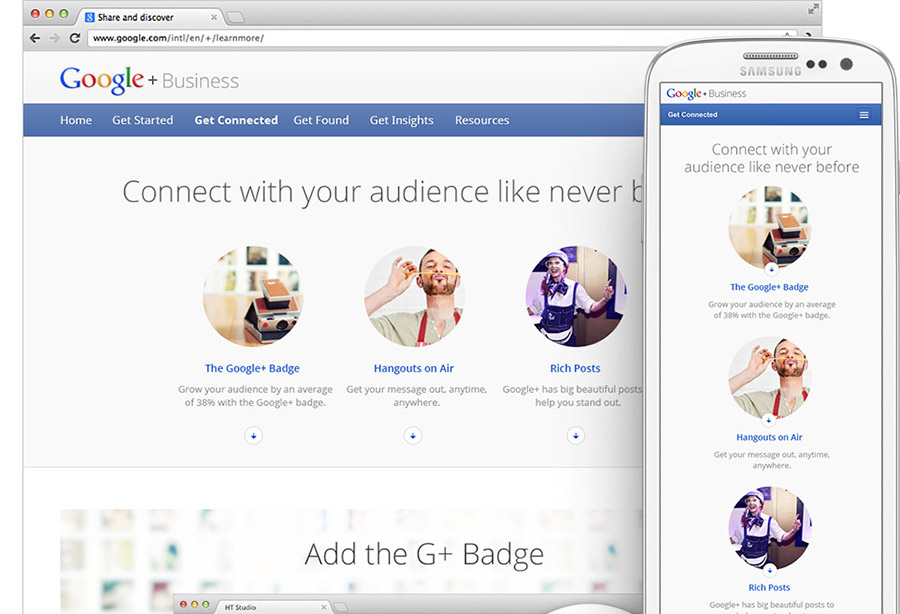 Share and discover
www.google.com/intl/en/+/learnmore/
Google+ Business
Home Get Started Get Connected Get Found Get Insights Resources
Connect with your audience like never
The Google+ Badge
Grow your audience by an average
of 38% with the Google+ badge.
Hangouts on Air
Get your message out, anytime,
anywhere.
Rich Posts
Google+ has big beautiful posts
help you stand out.
Add the G+ Badge
HT Studio
SAMSUNG
Google+ Business
Get Connected
Connect with your
audience like never before
The Google+ Badge
Grow your audience by an average
of 38% with the Google+ badge.
Hangouts on Air
Get your message out, anytime,
anywhere.
Rich Posts
Google+ has big beautiful posts to